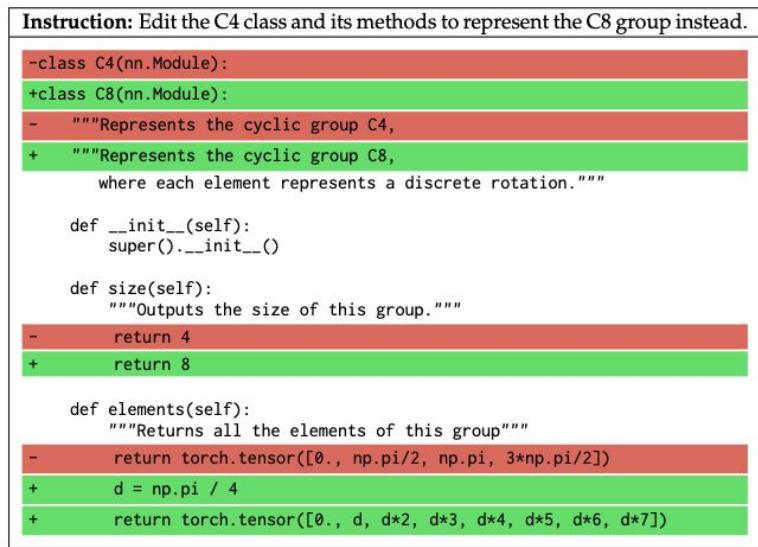 Instruction: Edit the C4 class and its methods to represent the C8 group instead.
-class C4(nn.Module):
+class C8(nn.Module):
-    """Represents the cyclic group C4,
+    """Represents the cyclic group C8,
        where each element represents a discrete rotation."""
    def __init__(self):
        super().__init__()
    def size(self):
        """Outputs the size of this group."""
-        return 4
+        return 8
    def elements(self):
        """Returns all the elements of this group"""
-        return torch.tensor([0., np.pi/2, np.pi, 3*np.pi/2])
+        d = np.pi / 4
+        return torch.tensor([0., d, d*2, d*3, d*4, d*5, d*6, d*7])